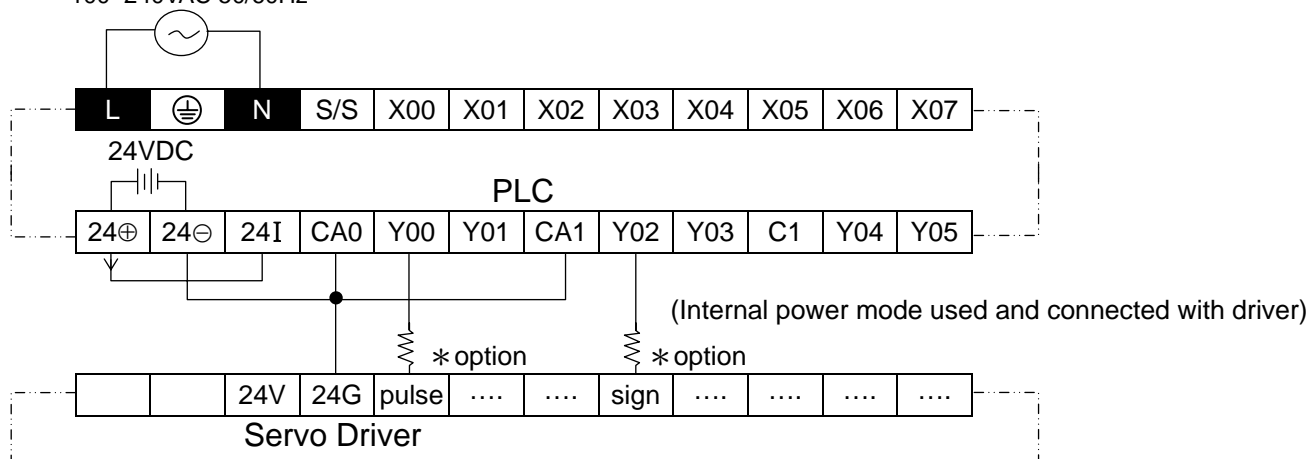 100~240VAC 50/60Hz
L N S/S X00 X01 X02 X03 X04 X05 X06 X07
24VDC
PLC
24⊕ 24⊖ 24I CA0 Y00 Y01 CA1 Y02 Y03 C1 Y04 Y05
(Internal power mode used and connected with driver)
*option *option
24V 24G pulse .... .... sign .... .... .... ....
Servo Driver